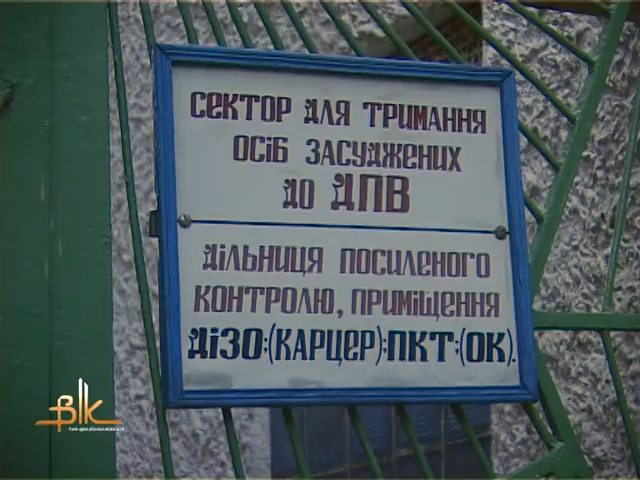 СЕКТОР ДЛЯ ТРИМАННЯ
ОСІБ ЗАСУДЖЕНИХ
ДО ДПВ
ДІЛЬНИЦЯ ПОСИЛЕНОГО
КОНТРОЛЮ, ПРИМІЩЕННЯ
ДІЗО:(КАРЦЕР):ПКТ:(ОК).
ВІК